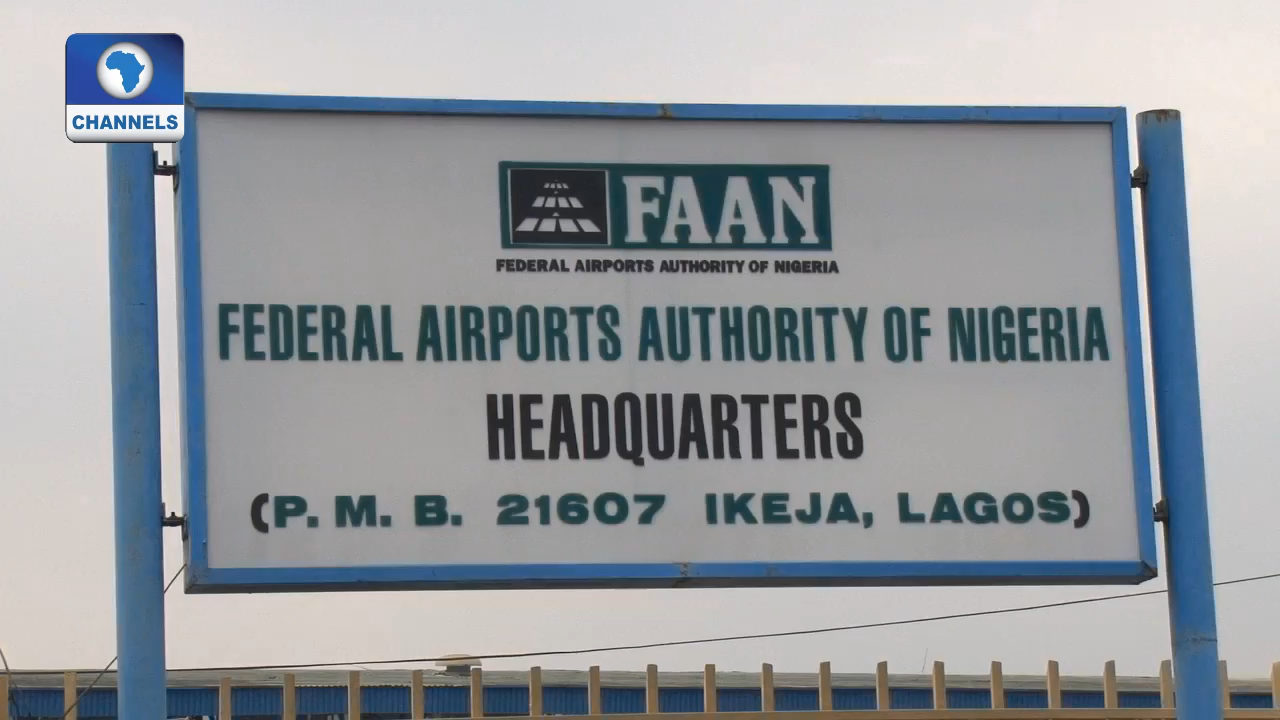 CHANNELS
FAAN
FEDERAL AIRPORTS AUTHORITY OF NIGERIA
FEDERAL AIRPORTS AUTHORITY OF NIGERIA
HEADQUARTERS
(P. M. B. 21607 IKEJA, LAGOS)